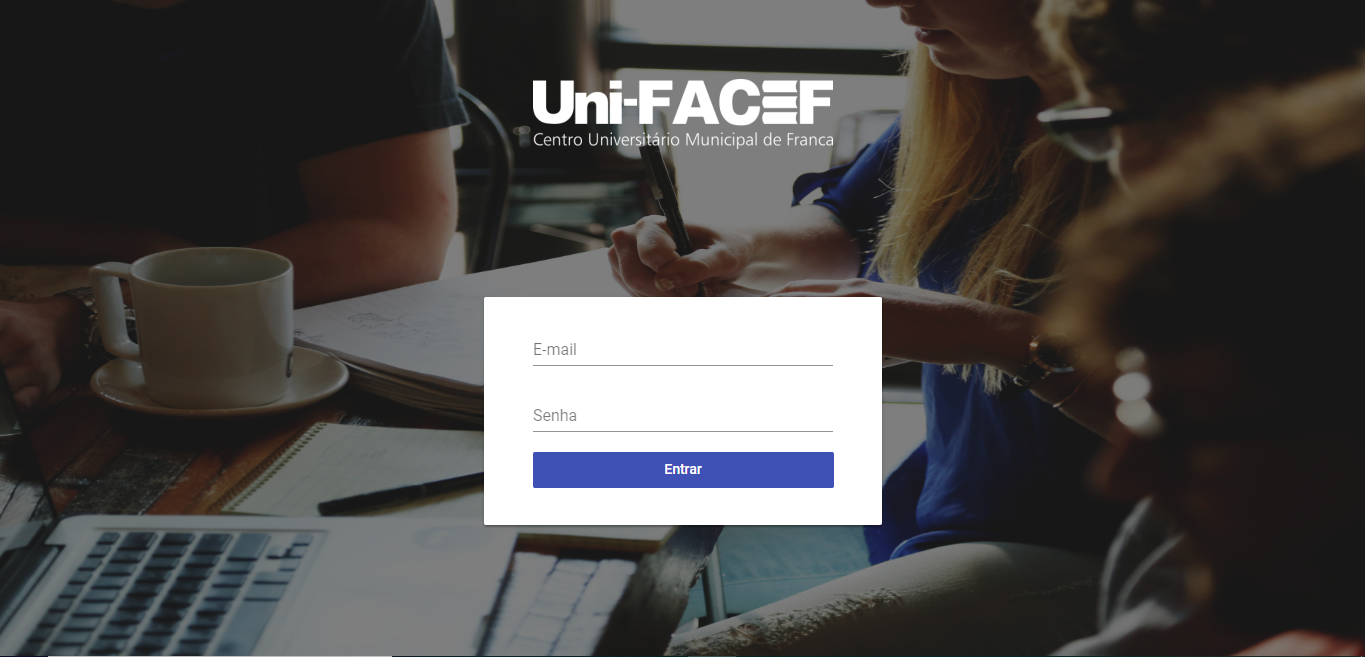 Uni-FACEF
Centro Universitário Municipal de Franca
E-mail
Senha
Entrar